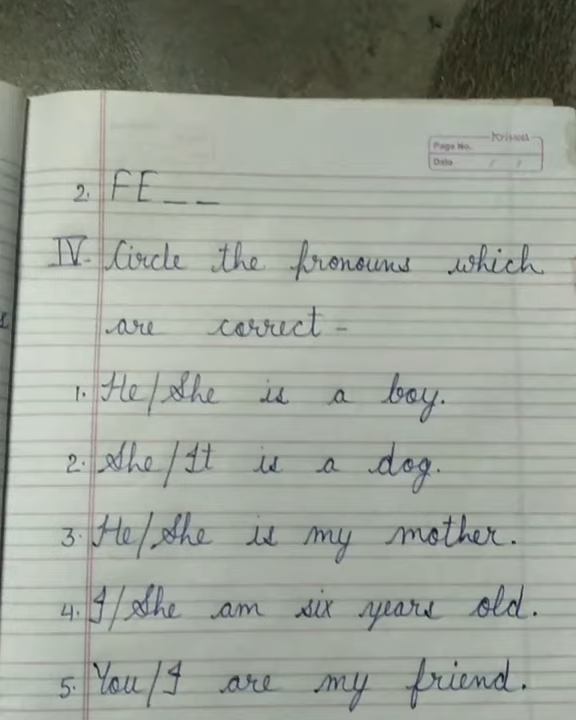 Page No.
Date / /
2. FE _ _
IV. Circle the pronouns which
are correct -
1. He/She is a boy.
2. She/It is a dog.
3. He/She is my mother.
4. I/She am six years old.
5. You/I are my friend.